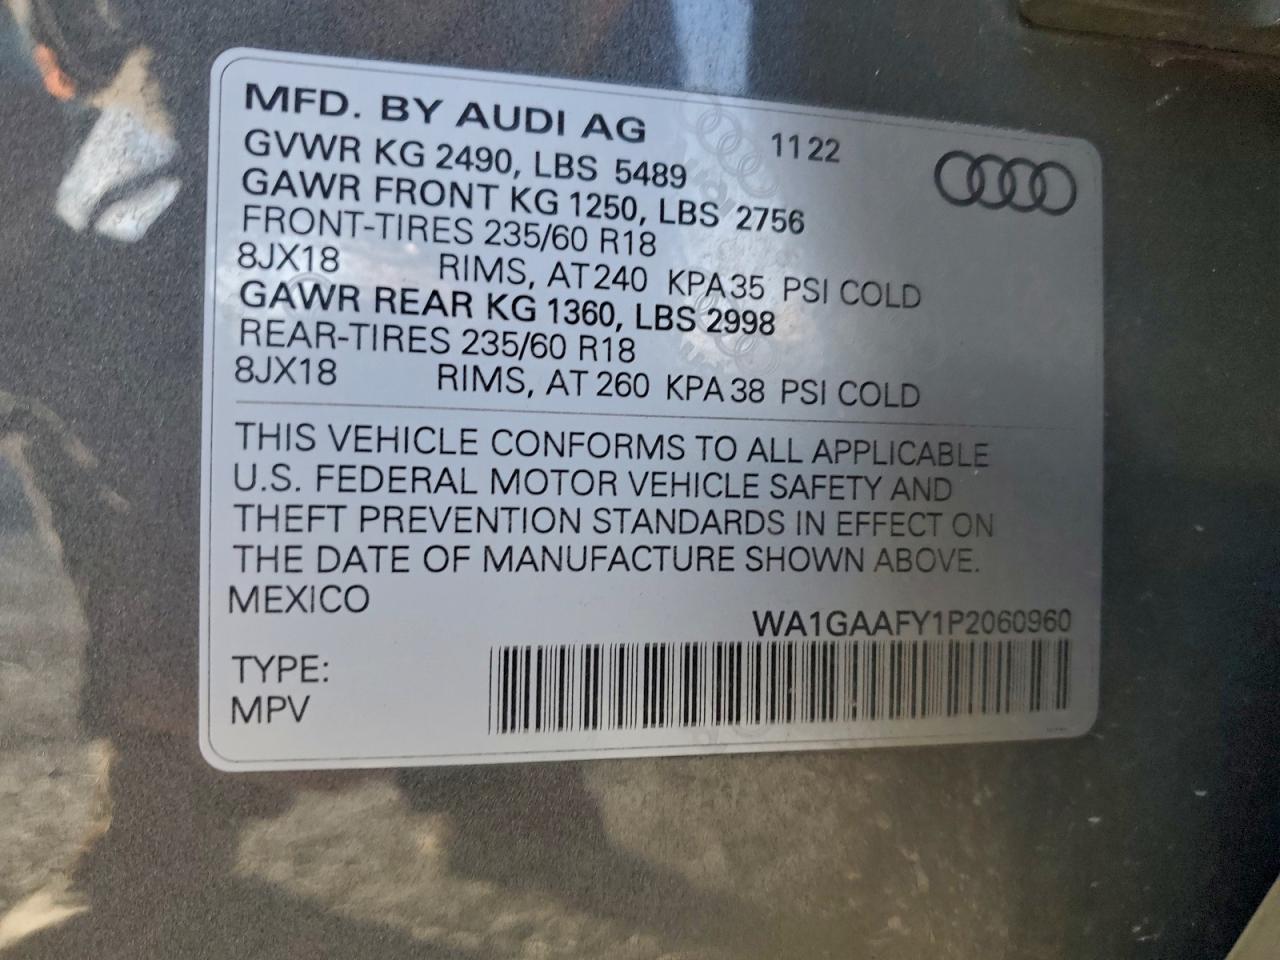 MFD. BY AUDI AG 1122
GVWR KG 2490, LBS 5489
GAWR FRONT KG 1250, LBS 2756
FRONT-TIRES 235/60 R18
8JX18 RIMS, AT 240 KPA 35 PSI COLD
GAWR REAR KG 1360, LBS 2998
REAR-TIRES 235/60 R18
8JX18 RIMS, AT 260 KPA 38 PSI COLD
THIS VEHICLE CONFORMS TO ALL APPLICABLE
U.S. FEDERAL MOTOR VEHICLE SAFETY AND
THEFT PREVENTION STANDARDS IN EFFECT ON
THE DATE OF MANUFACTURE SHOWN ABOVE.
MEXICO
WA1GAAFY1P2060960
TYPE:
MPV